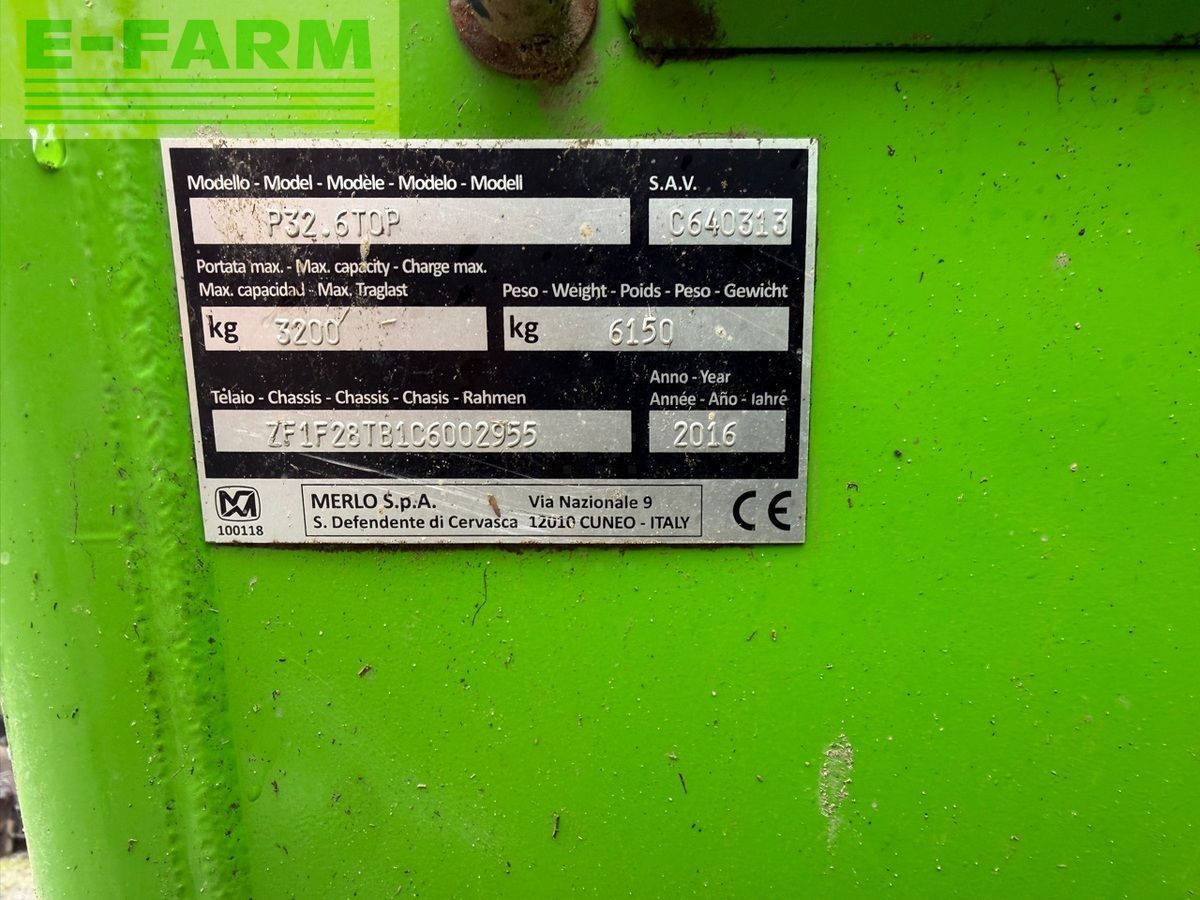 E-FARM
Modello - Model - Modèle - Modelo - Modell
S.A.V.
P32.6TOP
C640313
Portata max. - Max. capacity - Charge max.
Max. capacidad - Max. Traglast
Peso - Weight - Poids - Peso - Gewicht
kg 3200
kg 6150
Telaio - Chassis - Chassis - Chasis - Rahmen
Anno - Year
Année - Año - Iahré
ZF1F28TB1C6002955
2016
100118
MERLO S.p.A. Via Nazionale 9
S. Defendente di Cervasca 12010 CUNEO - ITALY
CE